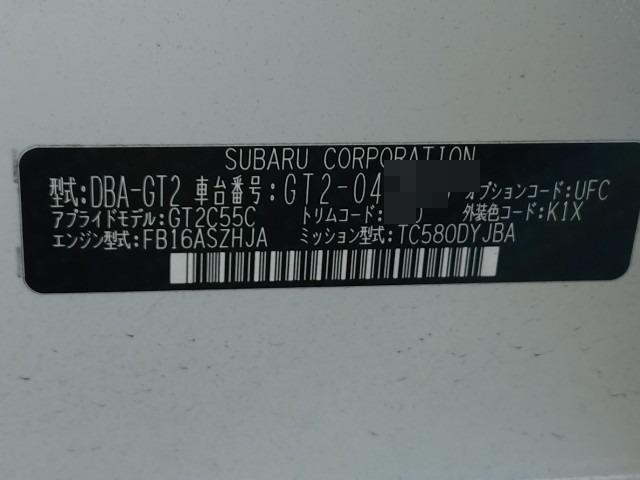 SUBARU CORPORATION
型式:DBA-GT2 車台番号:GT2-04 オプションコード:UFC
アプライドモデル:GT2C55C トリムコード: 外装色コード:K1X
エンジン型式:FB16ASZHJA ミッション型式:TC580DYJBA